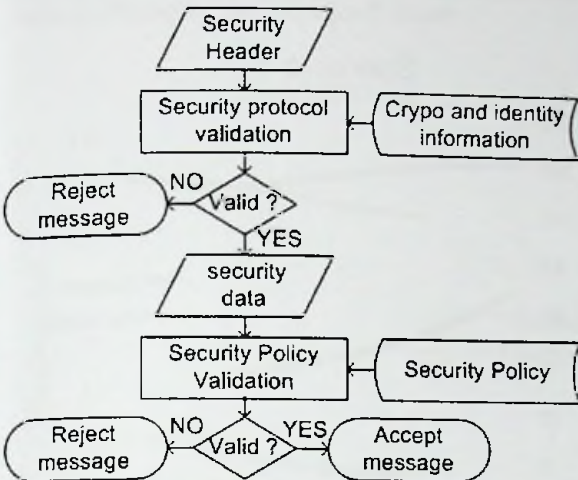 Security
Header
Security protocol
validation
Crypo and identity
information
Reject
message
NO
Valid ?
YES
security
data
Security Policy
Validation
Security Policy
Reject
message
NO
Valid ?
YES
Accept
message